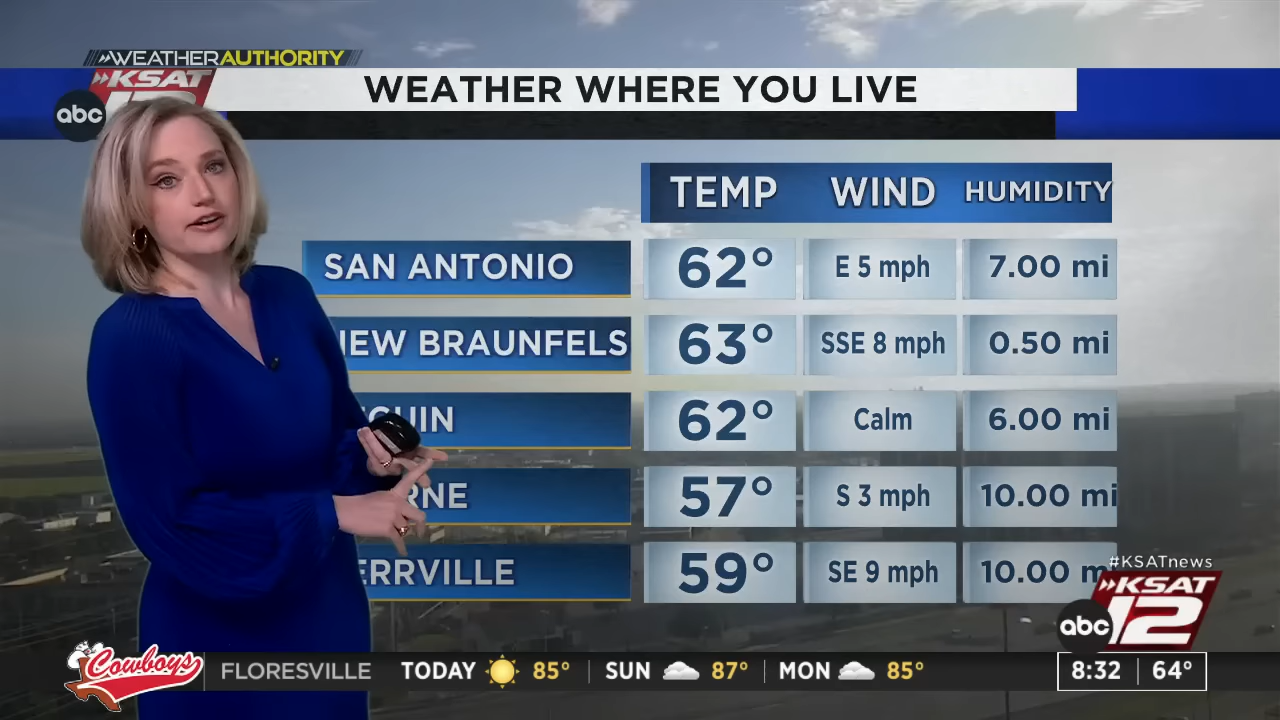 WEATHERAUTHORITY
KSAT
abc
WEATHER WHERE YOU LIVE
TEMP WIND HUMIDITY
SAN ANTONIO 62° E 5 mph 7.00 mi
IEW BRAUNFELS 63° SSE 8 mph 0.50 mi
GUIN 62° Calm 6.00 mi
RNE 57° S 3 mph 10.00 mi
ERRVILLE 59° SE 9 mph 10.00 m
#KSATnews
KSAT
abc 12
Cowboys FLORESVILLE TODAY 85° SUN 87° MON 85° 8:32 64°